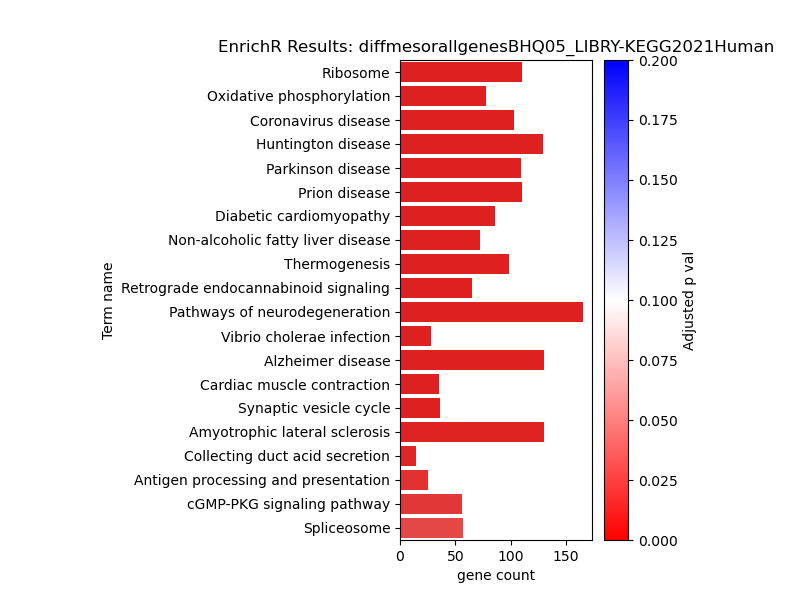 EnrichR Results: diffmesorallgenesBHQ05_LIBRY-KEGG2021Human
Term name
Ribosome
Oxidative phosphorylation
Coronavirus disease
Huntington disease
Parkinson disease
Prion disease
Diabetic cardiomyopathy
Non-alcoholic fatty liver disease
Thermogenesis
Retrograde endocannabinoid signaling
Pathways of neurodegeneration
Vibrio cholerae infection
Alzheimer disease
Cardiac muscle contraction
Synaptic vesicle cycle
Amyotrophic lateral sclerosis
Collecting duct acid secretion
Antigen processing and presentation
cGMP-PKG signaling pathway
Spliceosome
0 50 100 150
gene count
0.200
0.175
0.150
0.125
0.100
0.075
0.050
0.025
0.000
Adjusted p val